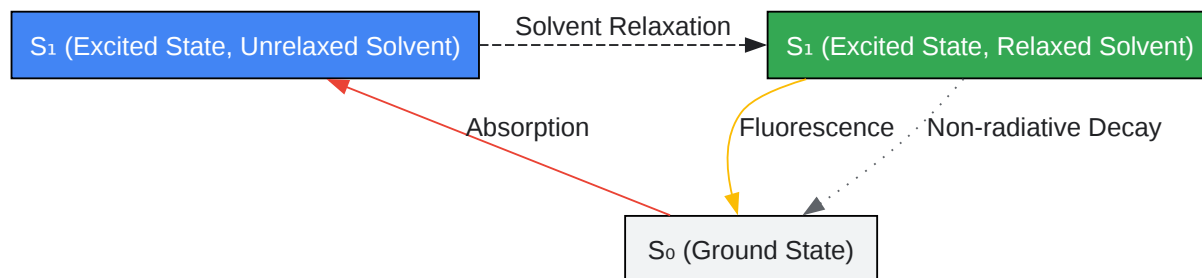 S₁ (Excited State, Unrelaxed Solvent)
Solvent Relaxation
S₁ (Excited State, Relaxed Solvent)
Absorption
Fluorescence
Non-radiative Decay
S₀ (Ground State)